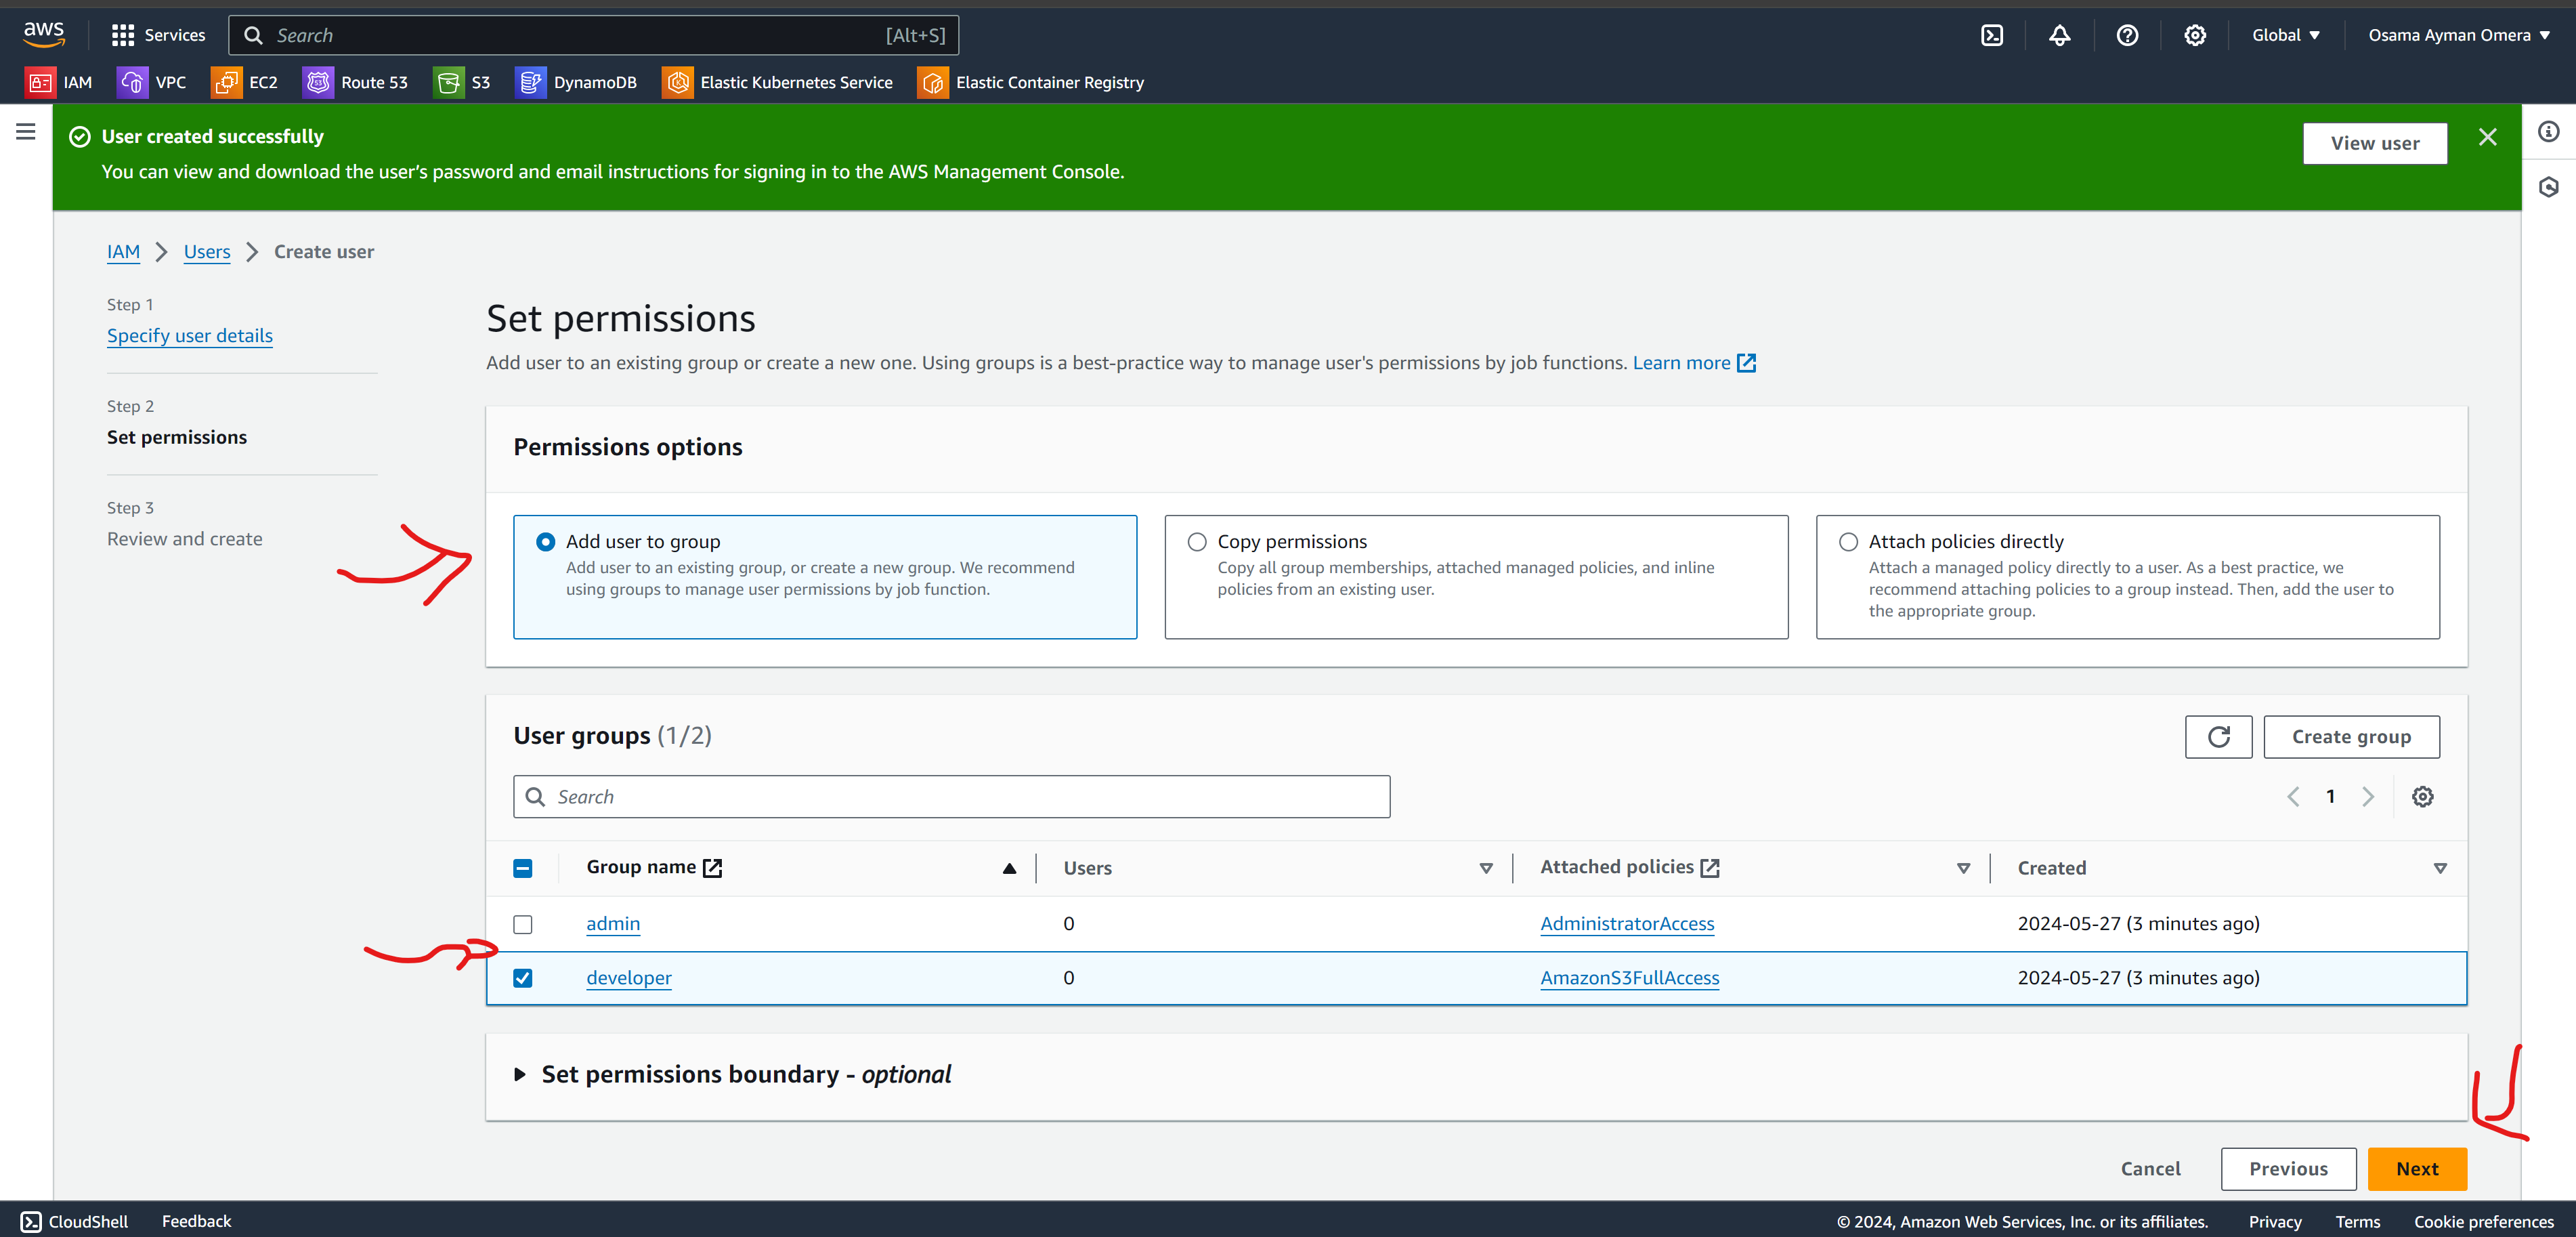 aws
Services
Search
[Alt+S]
Global
Osama Ayman Omera
IAM
VPC
EC2
Route 53
S3
DynamoDB
Elastic Kubernetes Service
Elastic Container Registry
User created successfully
You can view and download the user’s password and email instructions for signing in to the AWS Management Console.
View user
IAM
Users
Create user
Step 1
Specify user details
Step 2
Set permissions
Step 3
Review and create
Set permissions
Add user to an existing group or create a new one. Using groups is a best-practice way to manage user's permissions by job functions. Learn more
Permissions options
Add user to group
Add user to an existing group, or create a new group. We recommend
using groups to manage user permissions by job function.
Copy permissions
Copy all group memberships, attached managed policies, and inline
policies from an existing user.
Attach policies directly
Attach a managed policy directly to a user. As a best practice, we
recommend attaching policies to a group instead. Then, add the user to
the appropriate group.
User groups (1/2)
Create group
Search
1
Group name
Users
Attached policies
Created
admin
0
AdministratorAccess
2024-05-27 (3 minutes ago)
developer
0
AmazonS3FullAccess
2024-05-27 (3 minutes ago)
Set permissions boundary - optional
Cancel
Previous
Next
CloudShell
Feedback
© 2024, Amazon Web Services, Inc. or its affiliates.
Privacy
Terms
Cookie preferences